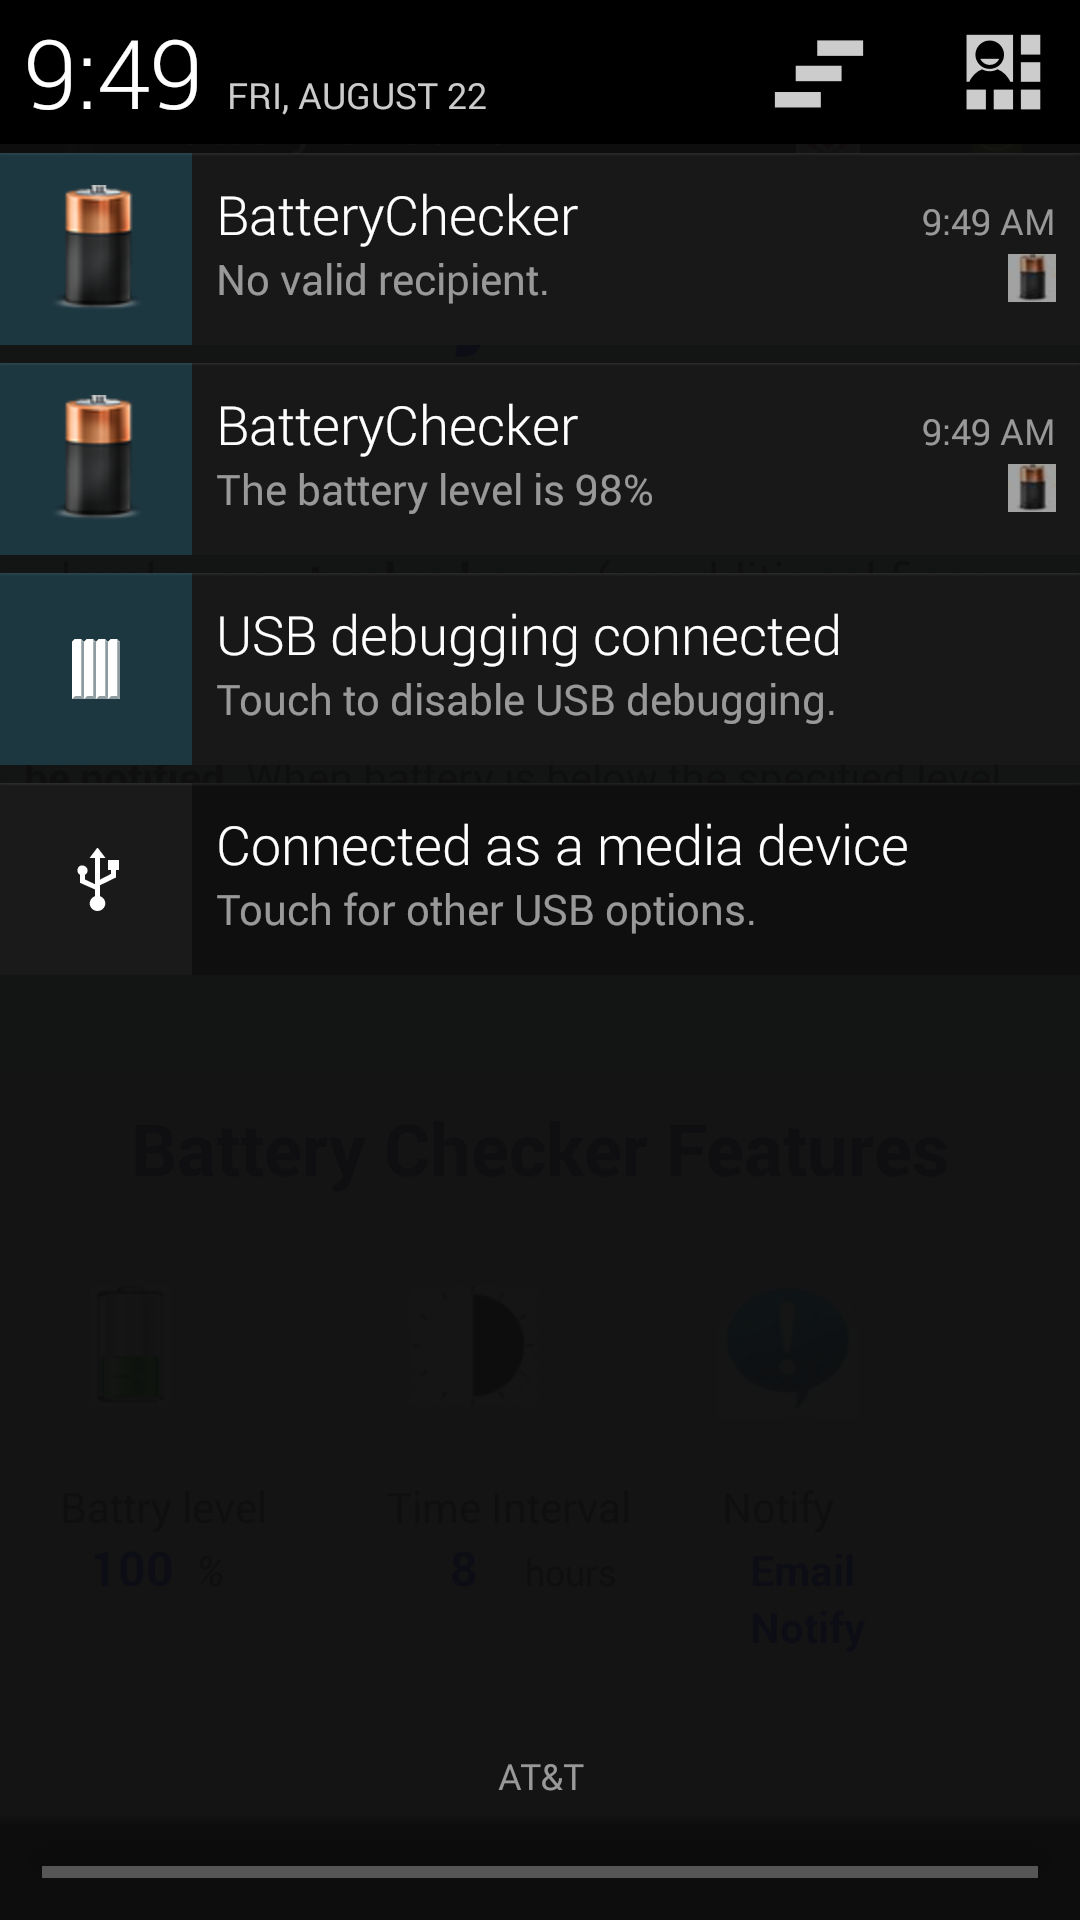 9:49 FRI, AUGUST 22
BatteryChecker 9:49 AM
No valid recipient.
BatteryChecker 9:49 AM
The battery level is 98%
USB debugging connected
Touch to disable USB debugging.
be notified. When battery is below the specified level
Connected as a media device
Touch for other USB options.
Battery Checker Features
Battry level Time Interval Notify
100 % 8 hours Email
Notify
AT&T